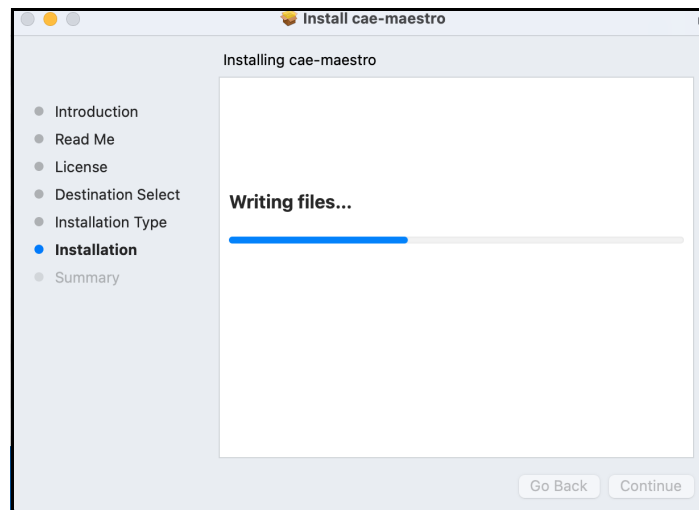 Install cae-maestro
Installing cae-maestro
Introduction
Read Me
License
Destination Select
Installation Type
Installation
Summary
Writing files...
Go Back
Continue